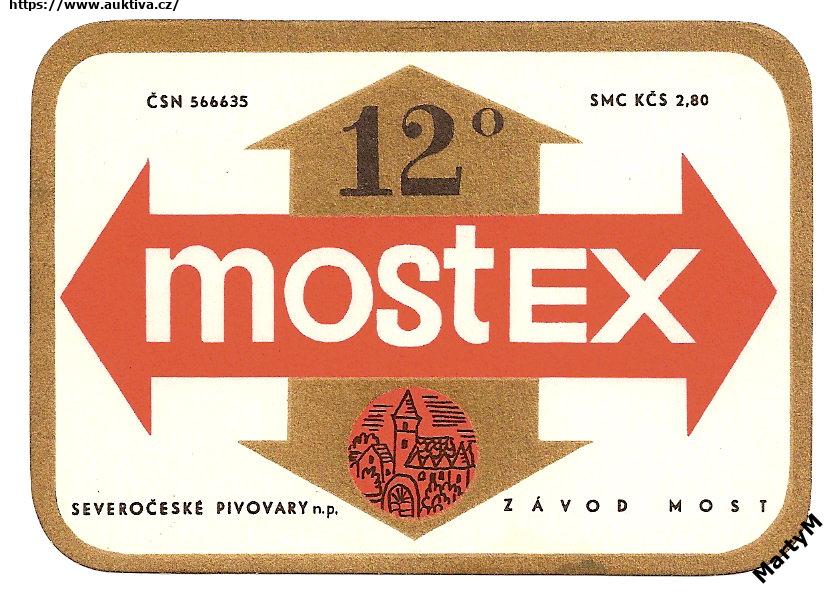 https://www.auktiva.cz/
ČSN 566635
SMC KČS 2,80
12°
mostEX
SEVEROČESKÉ PIVOVARY n.p.
ZÁVOD MOST
MartyM